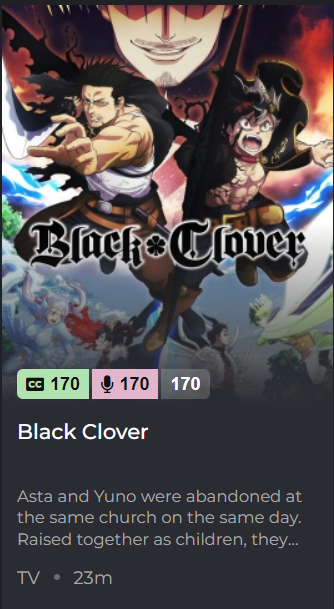 Black Clover
CC 170 170 170
Black Clover
Asta and Yuno were abandoned at
the same church on the same day.
Raised together as children, they...
TV • 23m